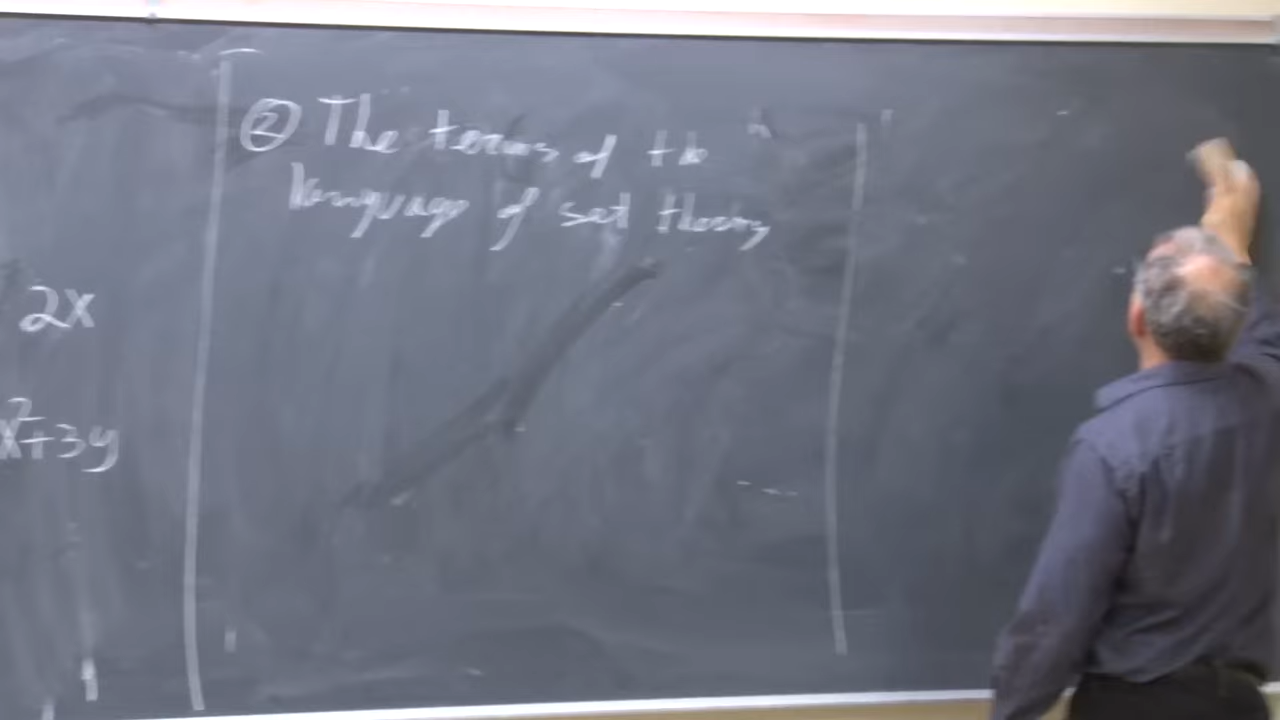 2x
x²+3y
② The terms of the
language of set theory